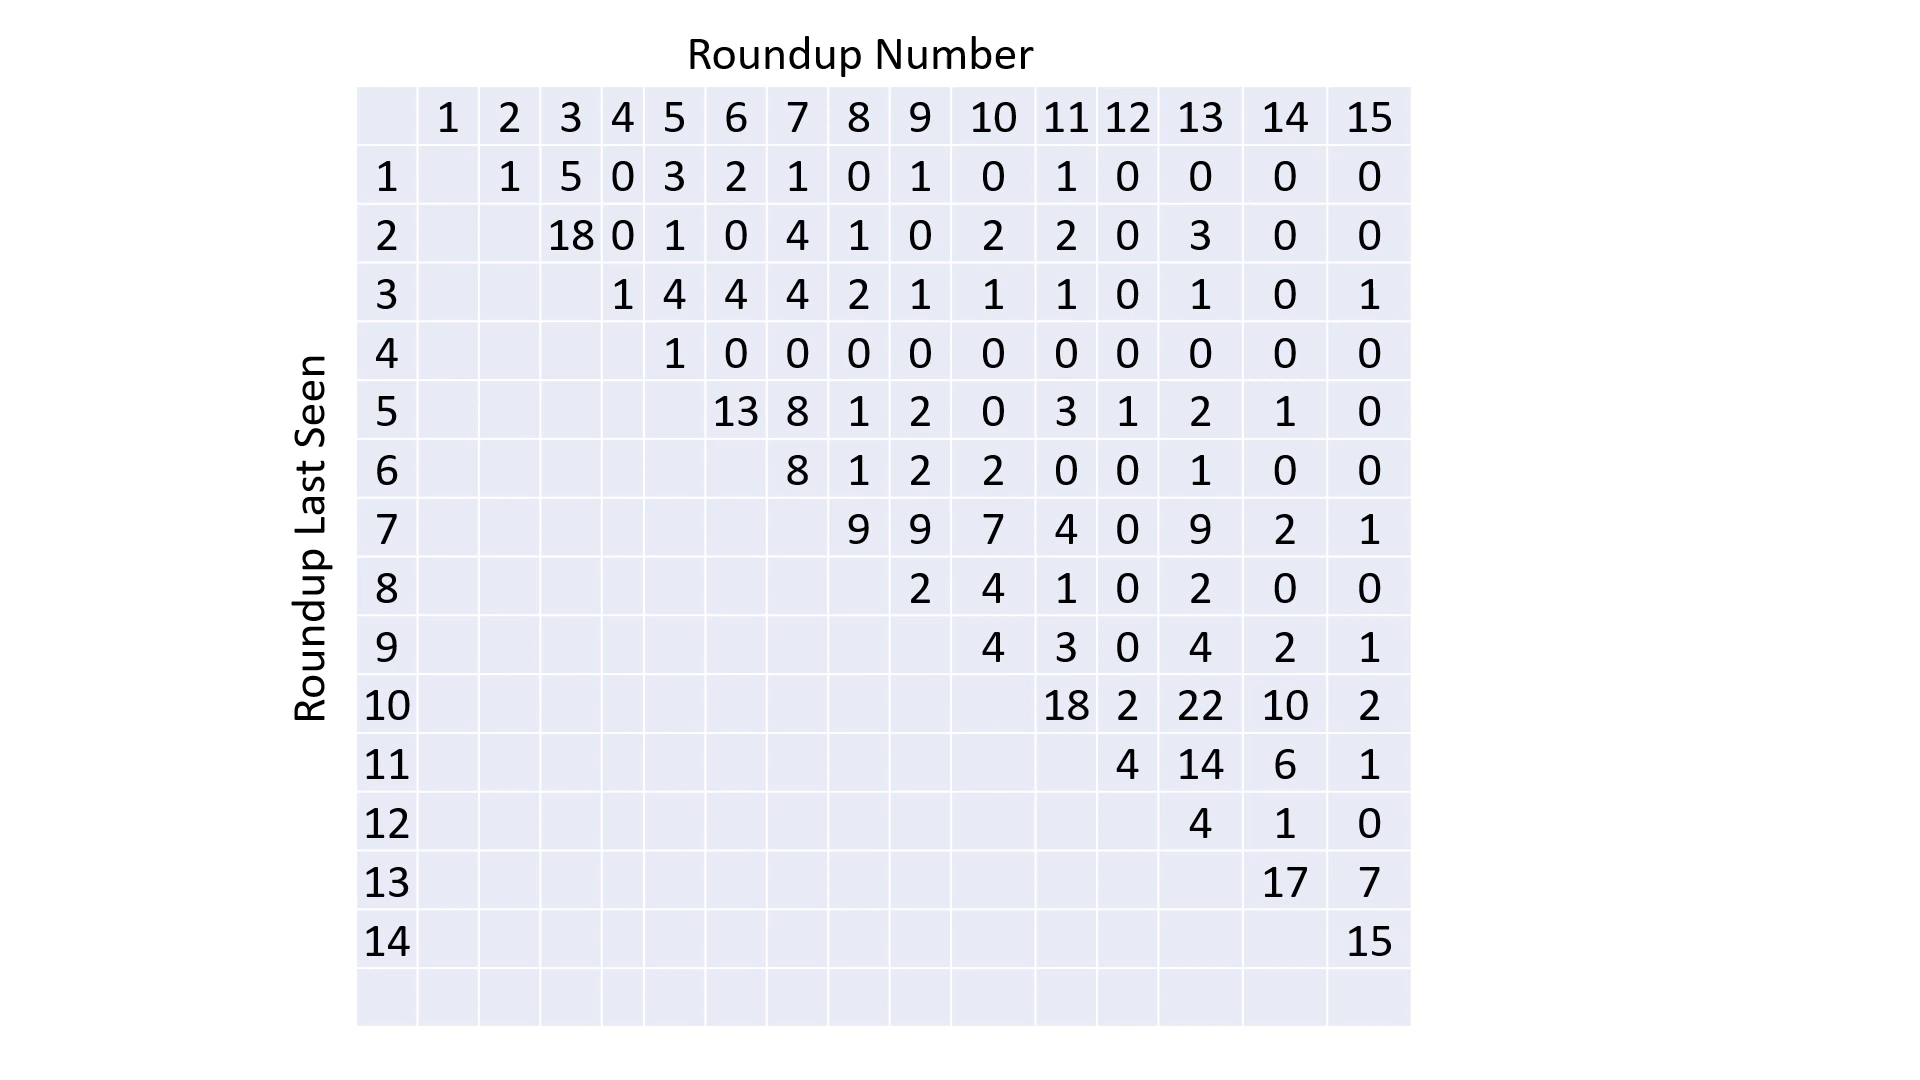 Roundup Number
1 2 3 4 5 6 7 8 9 10 11 12 13 14 15
1 1 5 0 3 2 1 0 1 0 1 0 0 0 0
2 18 0 1 0 4 1 0 2 2 0 3 0 0
3 1 4 4 4 2 1 1 1 0 1 0 1
4 1 0 0 0 0 0 0 0 0 0 0
5 13 8 1 2 0 3 1 2 1 0
6 8 1 2 2 0 0 1 0 0
7 9 9 7 4 0 9 2 1
8 2 4 1 0 2 0 0
9 4 3 0 4 2 1
10 18 2 22 10 2
11 4 14 6 1
12 4 1 0
13 17 7
14 15
Roundup Last Seen